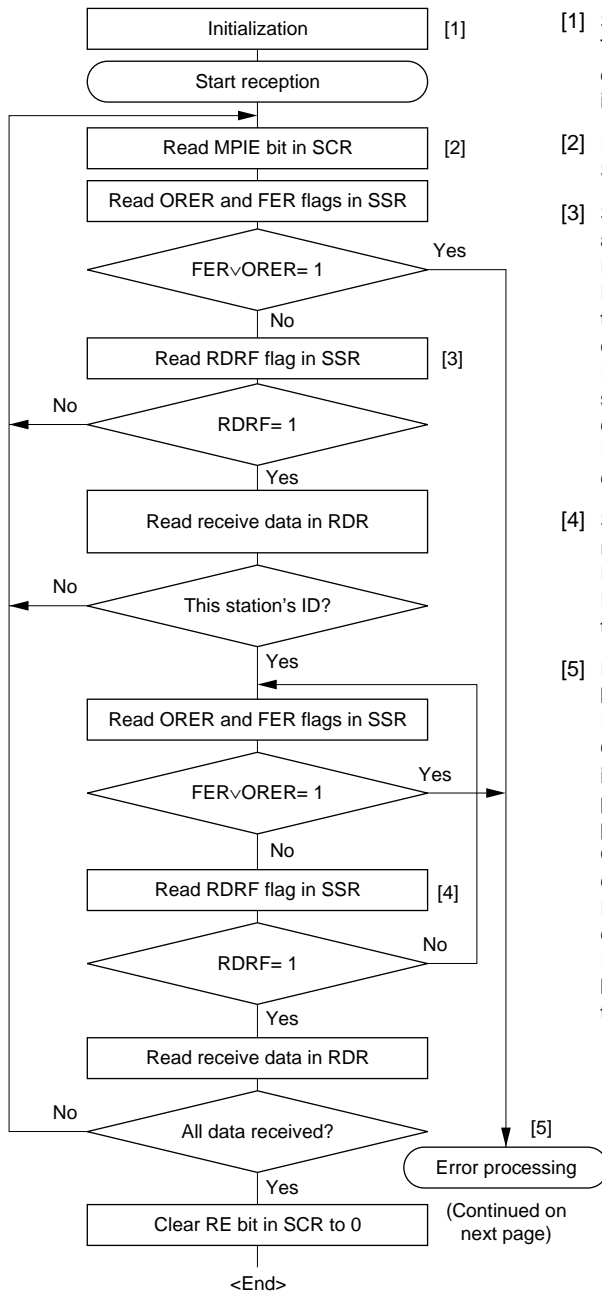 Initialization [1]
Start reception
Read MPIE bit in SCR [2]
Read ORER and FER flags in SSR
FER∨ORER= 1
Yes
No
Read RDRF flag in SSR [3]
No
RDRF= 1
Yes
Read receive data in RDR
No
This station's ID?
Yes
Read ORER and FER flags in SSR
FER∨ORER= 1
Yes
No
Read RDRF flag in SSR [4]
RDRF= 1
No
Yes
Read receive data in RDR
No
All data received?
Yes
Clear RE bit in SCR to 0
<End>
[5]
Error processing
(Continued on
next page)
[1]
[2]
[3]
[4]
[5]